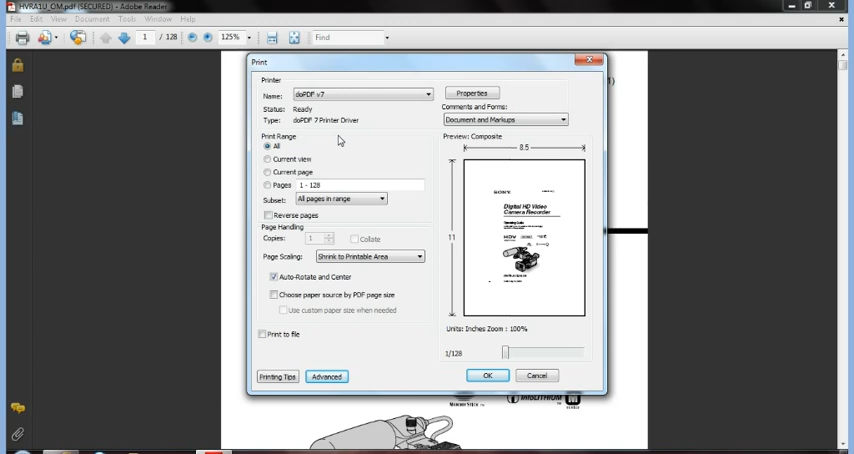 HVRA1U_OM.pdf (SECURED) - Adobe Reader
File Edit View Document Tools Window Help
1 / 128 125% Find
Print
Printer
Name: doPDF v7 Properties
Status: Ready Comments and Forms:
Type: doPDF 7 Printer Driver Document and Markups
Print Range Preview: Composite
All 8.5
Current view
Current page
Pages 1 - 128
Subset: All pages in range
SONY
Reverse pages
Digital HD Video
Camera Recorder
Page Handling
Copies: 1 Collate 11
Page Scaling: Shrink to Printable Area
Auto-Rotate and Center
Choose paper source by PDF page size
Use custom paper size when needed
Units: Inches Zoom : 100%
Print to file
1/128
Printing Tips Advanced OK Cancel
MEMORY STICK InfoLITHIUM M